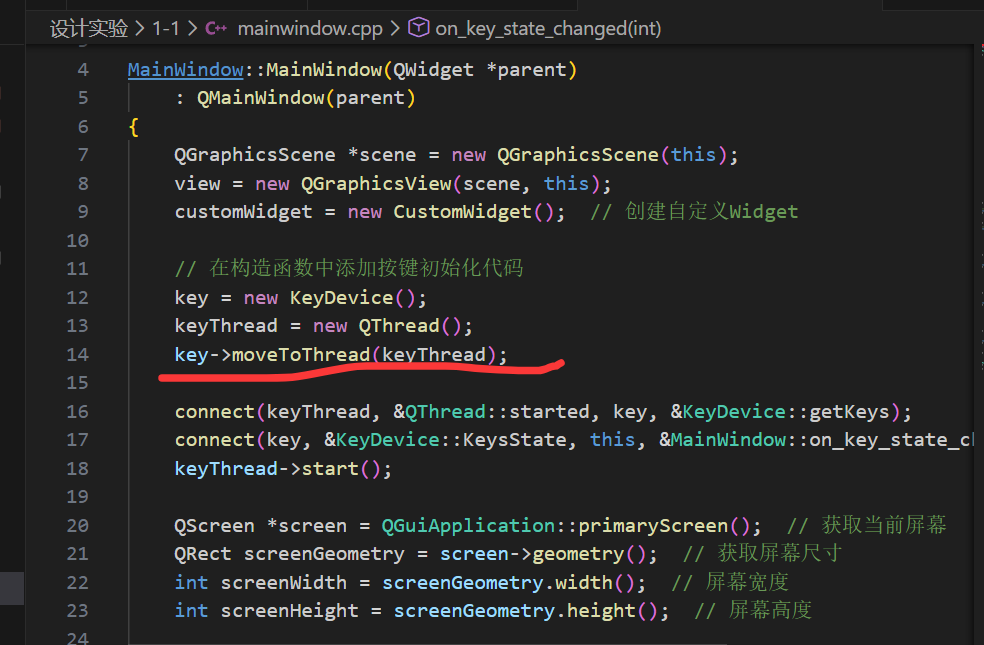 设计实验 > 1-1 > C++ mainwindow.cpp > on_key_state_changed(int)
4 MainWindow::MainWindow(QWidget *parent)
5 : QMainWindow(parent)
6 {
7 QGraphicsScene *scene = new QGraphicsScene(this);
8 view = new QGraphicsView(scene, this);
9 customWidget = new CustomWidget(); // 创建自定义Widget
10
11 // 在构造函数中添加按键初始化代码
12 key = new KeyDevice();
13 keyThread = new QThread();
14 key->moveToThread(keyThread);
15
16 connect(keyThread, &QThread::started, key, &KeyDevice::getKeys);
17 connect(key, &KeyDevice::KeysState, this, &MainWindow::on_key_state_c
18 keyThread->start();
19
20 QScreen *screen = QGuiApplication::primaryScreen(); // 获取当前屏幕
21 QRect screenGeometry = screen->geometry(); // 获取屏幕尺寸
22 int screenWidth = screenGeometry.width(); // 屏幕宽度
23 int screenHeight = screenGeometry.height(); // 屏幕高度
24